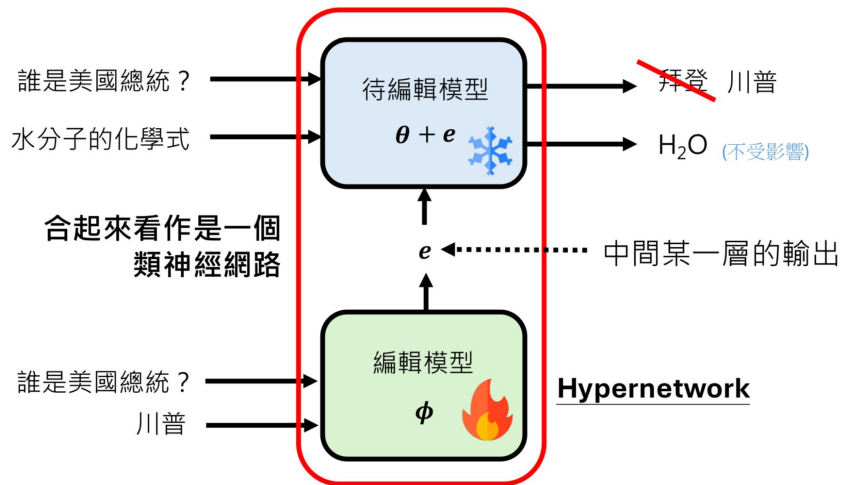 誰是美國總統？
水分子的化學式
待編輯模型
θ + e
拜登 川普
H₂O (不受影響)
合起來看作是一個
類神經網路
e
中間某一層的輸出
誰是美國總統？
川普
編輯模型
ϕ
Hypernetwork